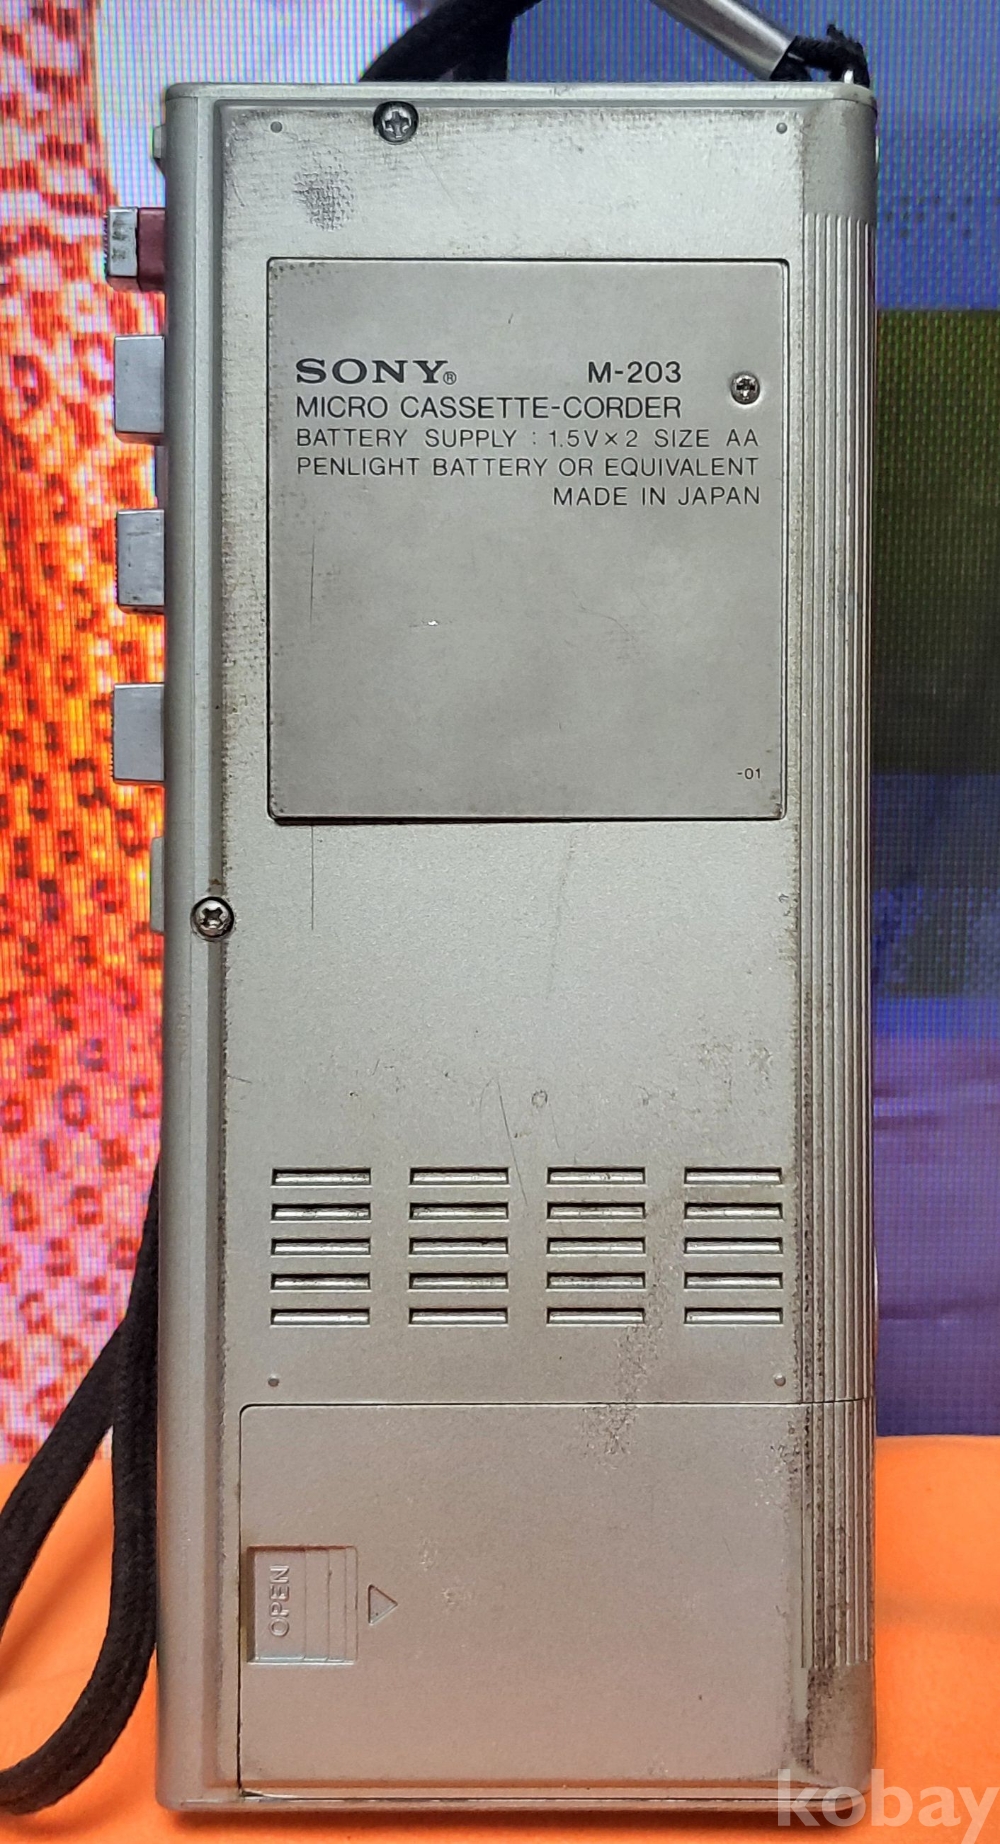 SONY® M-203
MICRO CASSETTE-CORDER
BATTERY SUPPLY : 1.5V×2 SIZE AA
PENLIGHT BATTERY OR EQUIVALENT
MADE IN JAPAN
-01
OPEN
kobay